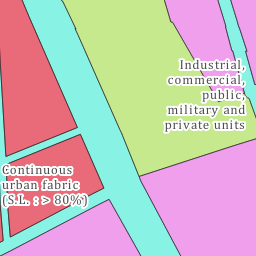 Industrial,
commercial,
public,
military and
private units
Continuous
urban fabric
(S.L. : > 80%)